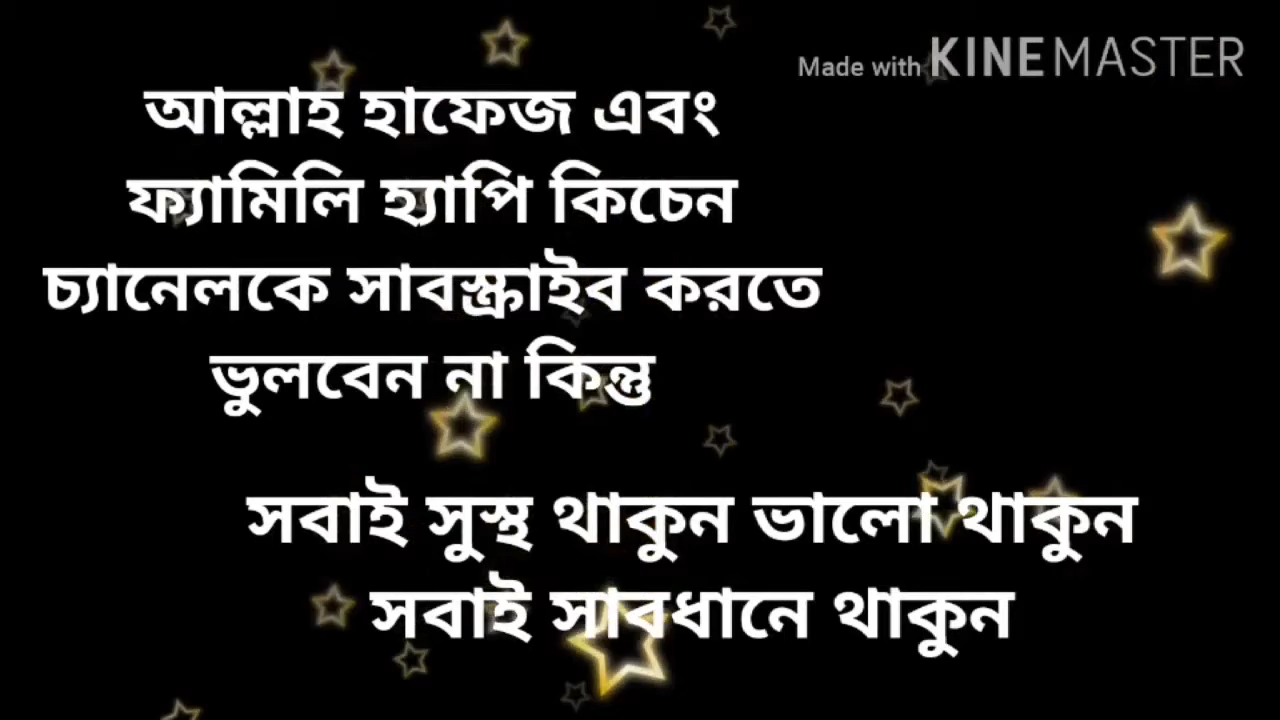 Made with KINEMASTER
আল্লাহ হাফেজ এবং
ফ্যামিলি হ্যাপি কিচেন
চ্যানেলকে সাবস্ক্রাইব করতে
ভুলবেন না কিন্তু
সবাই সুস্থ থাকুন ভালো থাকুন
সবাই সাবধানে থাকুন